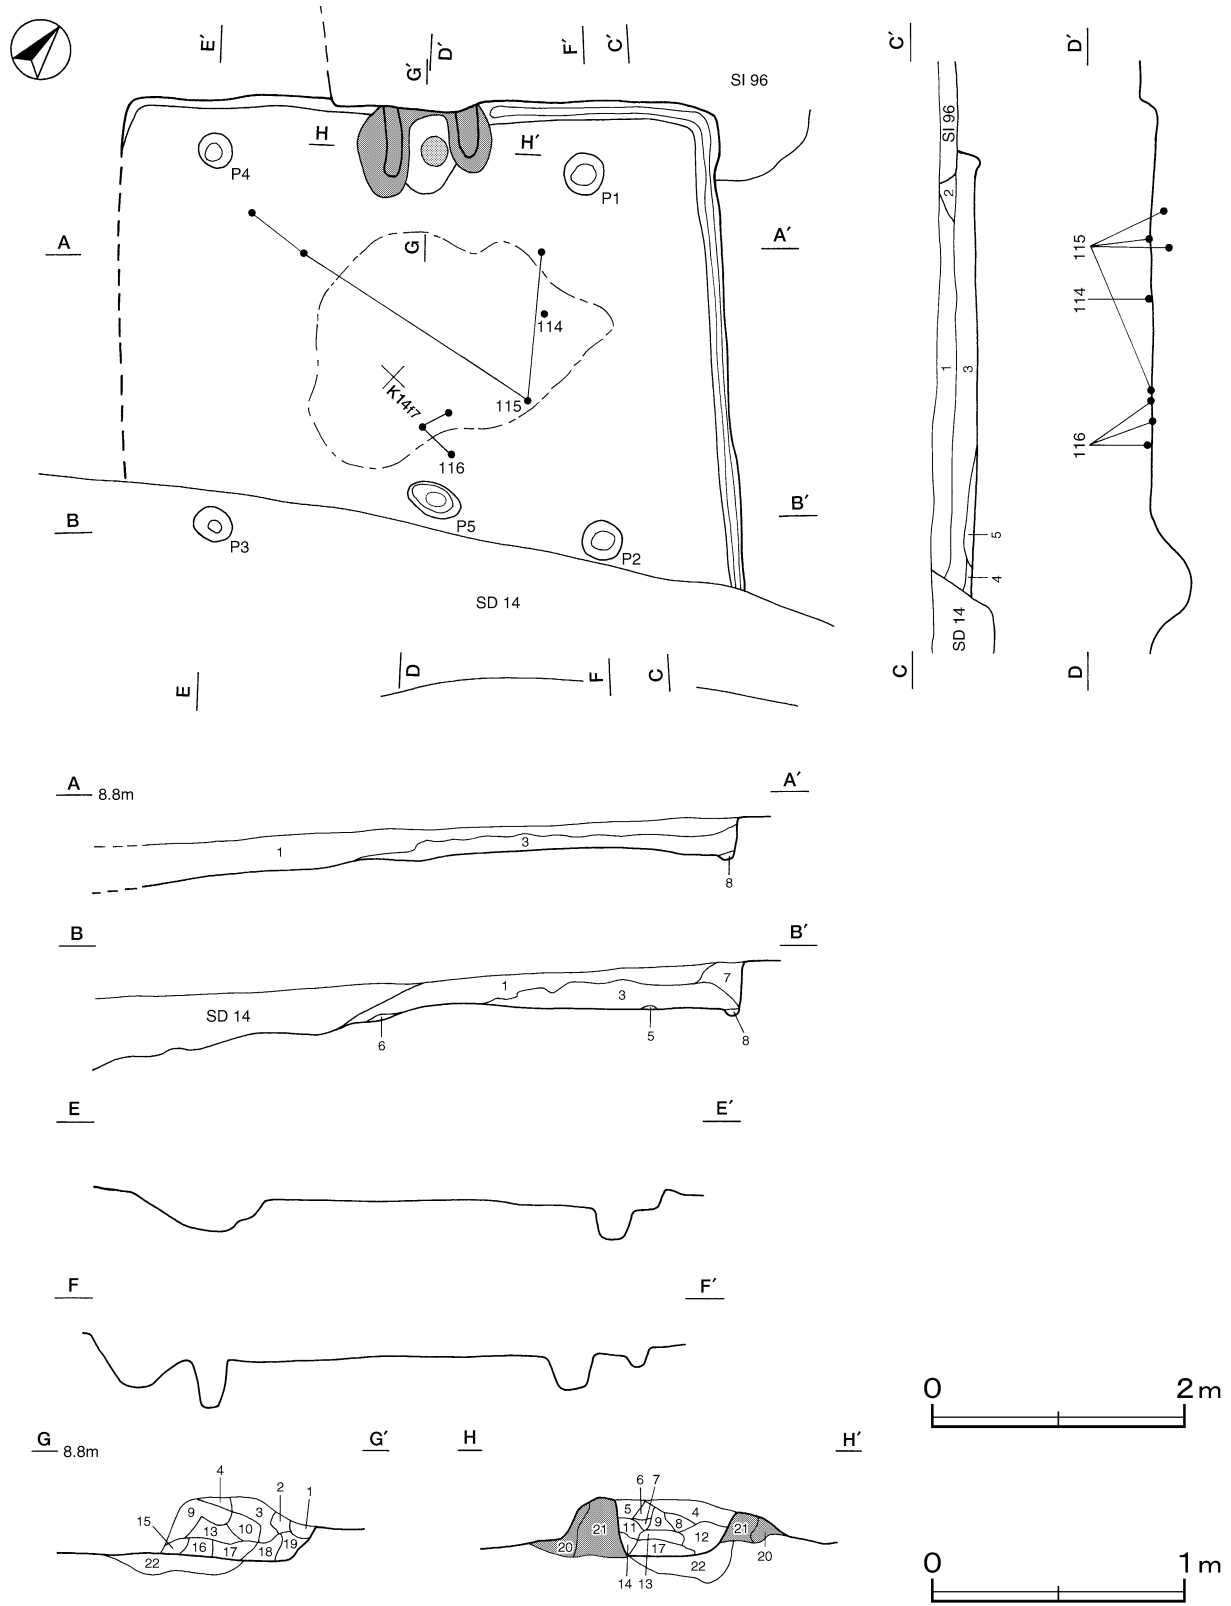 E′
G′ D′
F′ C′
SI 96
C′
D′
H
H′
P4
P1
SI 96
2
A
G
A′
115
114
114
1
3
K14f7
115
116
116
P5
B
B′
P3
P2
5
4
SD 14
SD 14
E
D
F
C
C
D
A 8.8m
A′
1
3
8
B
B′
1
7
3
SD 14
6
5
8
E
E′
F
F′
0 2 m
G 8.8m
G′
H
H′
4
2
1
6 7
9
3
5
4
15
13
10
21
11
9
8
12
21
16
17
18
19
20
17
20
22
22
14 13
0 1 m